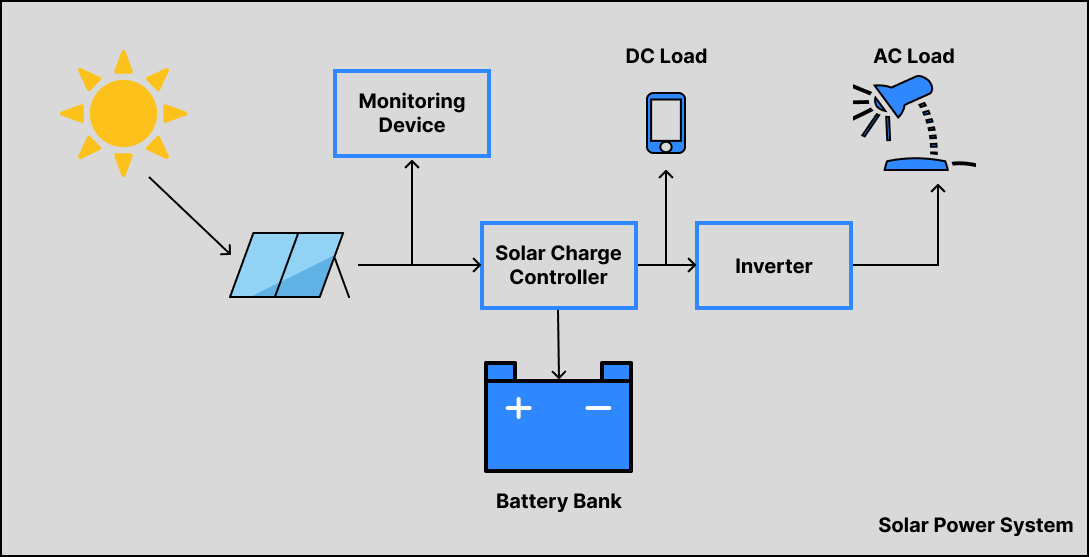 DC Load
AC Load
Monitoring
Device
Solar Charge
Controller
Inverter
+ −
Battery Bank
Solar Power System